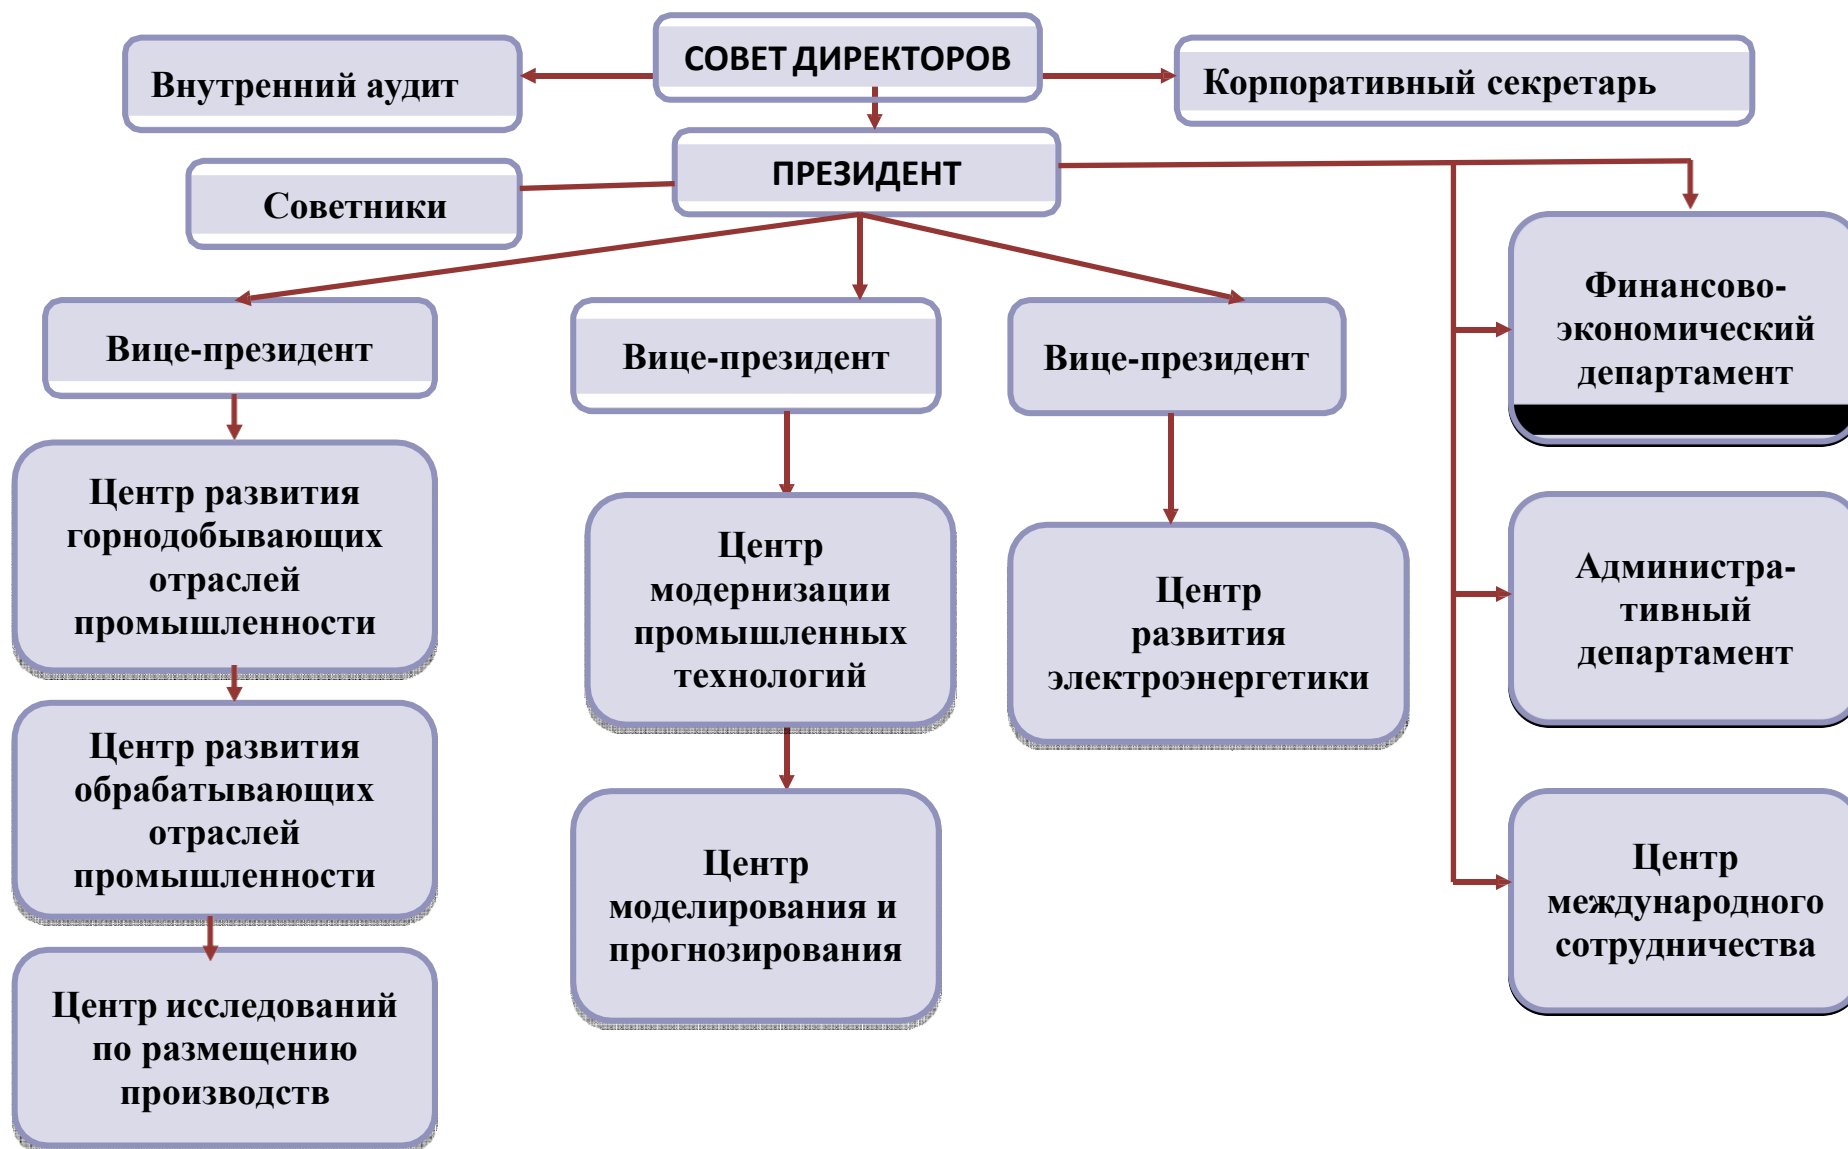 СОВЕТ ДИРЕКТОРОВ
Внутренний аудит
Корпоративный секретарь
ПРЕЗИДЕНТ
Советники
Вице-президент
Вице-президент
Вице-президент
Финансово-
экономический
департамент
Центр развития
горнодобывающих
отраслей
промышленности
Центр
модернизации
промышленных
технологий
Центр
развития
электроэнергетики
Администра-
тивный
департамент
Центр развития
обрабатывающих
отраслей
промышленности
Центр
моделирования и
прогнозирования
Центр
международного
сотрудничества
Центр исследований
по размещению
производств